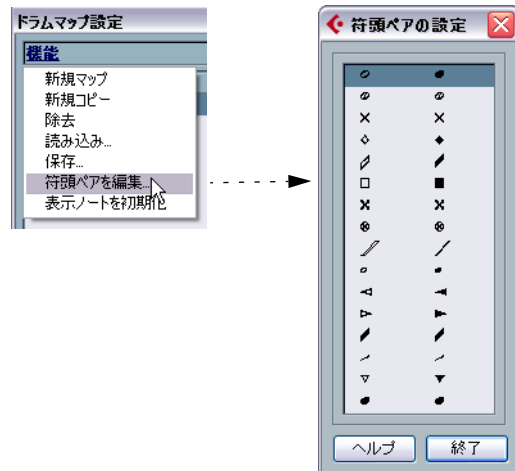 ドラムマップ設定
機能
新規マップ
新規コピー
除去
読み込み...
保存...
符頭ペアを編集...
表示ノートを初期化
符頭ペアの設定
ヘルプ
終了